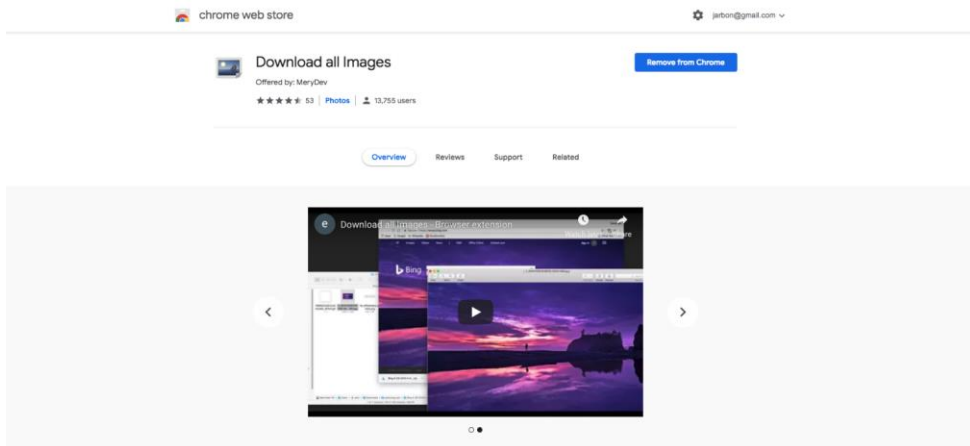 chrome web store
jarbon@gmail.com
Download all Images
Remove from Chrome
Offered by: MeryDev
53 Photos 13,755 users
Overview Reviews Support Related
e Download all Images - Browser extension
Bing